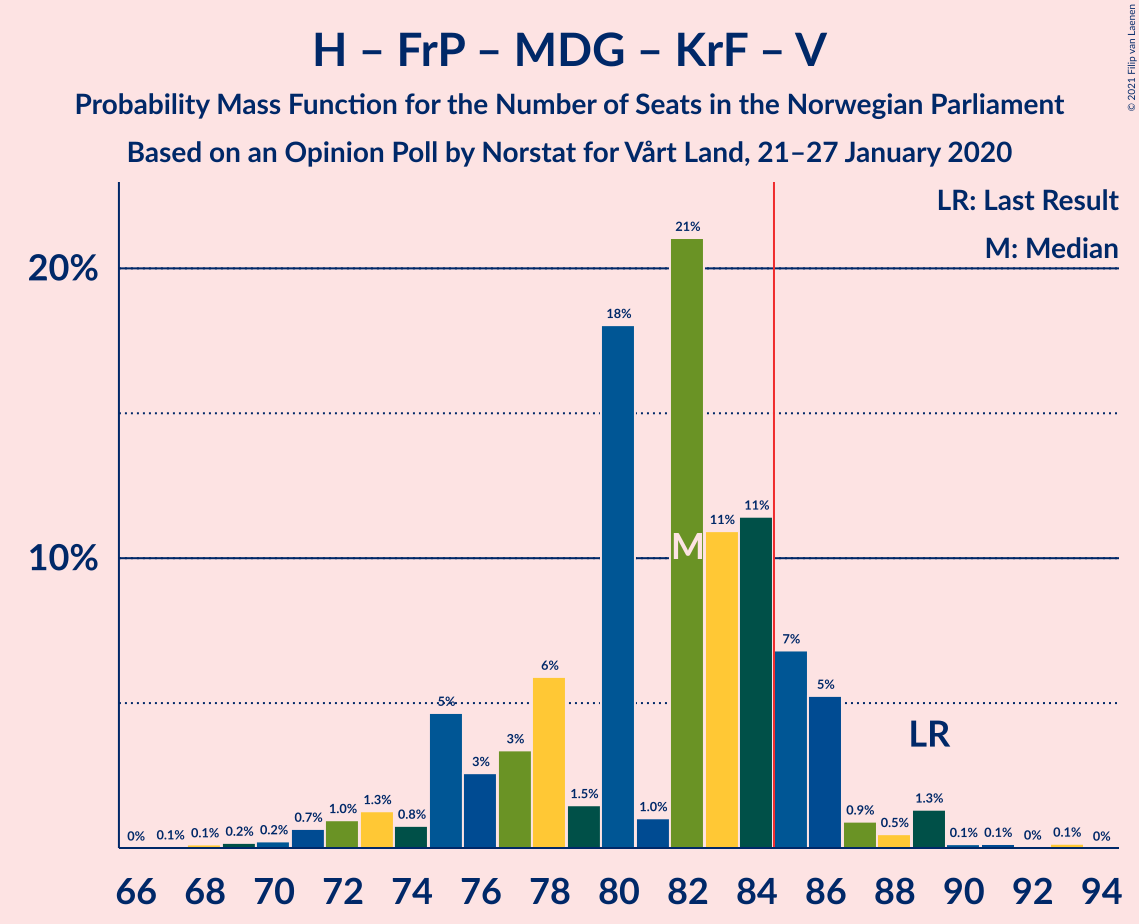 H – FrP – MDG – KrF – V
Probability Mass Function for the Number of Seats in the Norwegian Parliament
Based on an Opinion Poll by Norstat for Vårt Land, 21–27 January 2020
© 2021 Filip van Laenen
LR: Last Result
M: Median
20%
10%
0% 0.1% 0.1% 0.2% 0.2% 0.7% 1.0% 1.3% 0.8% 5% 3% 3% 6% 1.5% 18% 1.0% 21% 11% 11% 7% 5% 0.9% 0.5% 1.3% 0.1% 0.1% 0% 0.1% 0%
M
LR
66 68 70 72 74 76 78 80 82 84 86 88 90 92 94